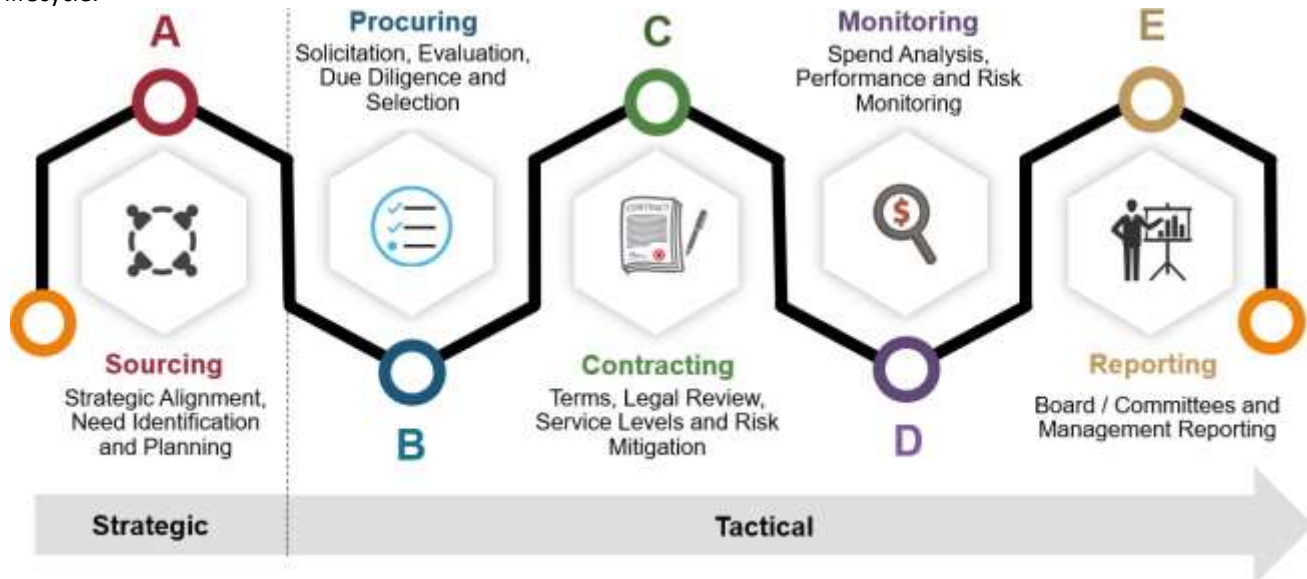 lifecycle.
A
Sourcing
Strategic Alignment,
Need Identification
and Planning
Procuring
Solicitation, Evaluation,
Due Diligence and
Selection
B
C
CONTRACT
Contracting
Terms, Legal Review,
Service Levels and Risk
Mitigation
Monitoring
Spend Analysis,
Performance and Risk
Monitoring
$
D
E
Reporting
Board / Committees and
Management Reporting
Strategic
Tactical